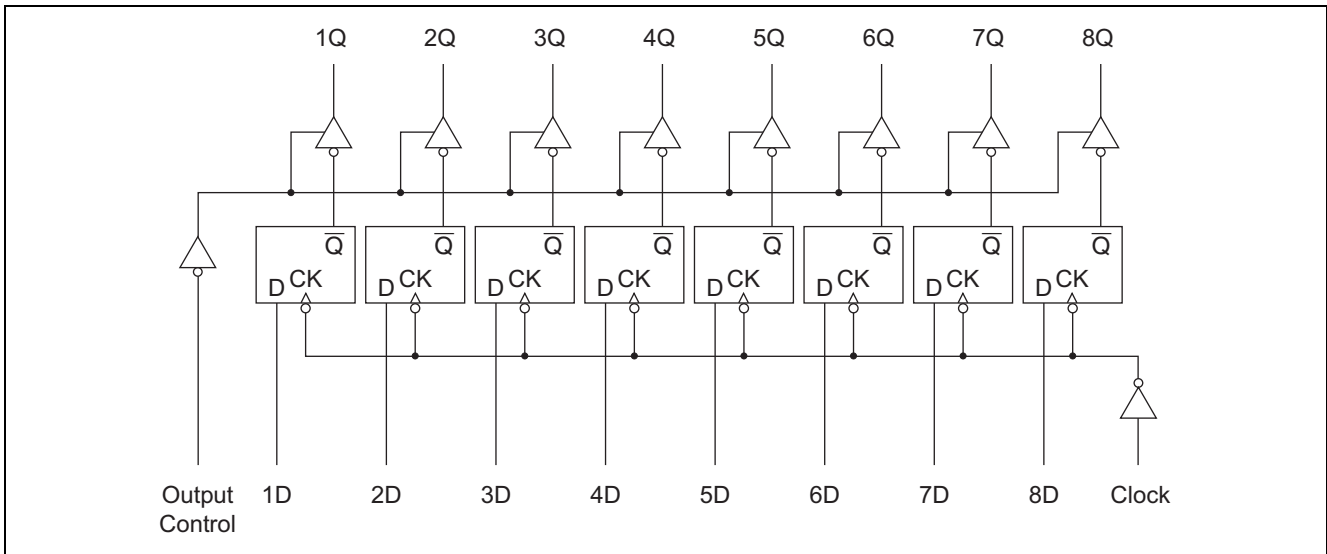 1Q 2Q 3Q 4Q 5Q 6Q 7Q 8Q
Q̅ Q̅ Q̅ Q̅ Q̅ Q̅ Q̅ Q̅
D CK D CK D CK D CK D CK D CK D CK D CK
Output Control 1D 2D 3D 4D 5D 6D 7D 8D Clock